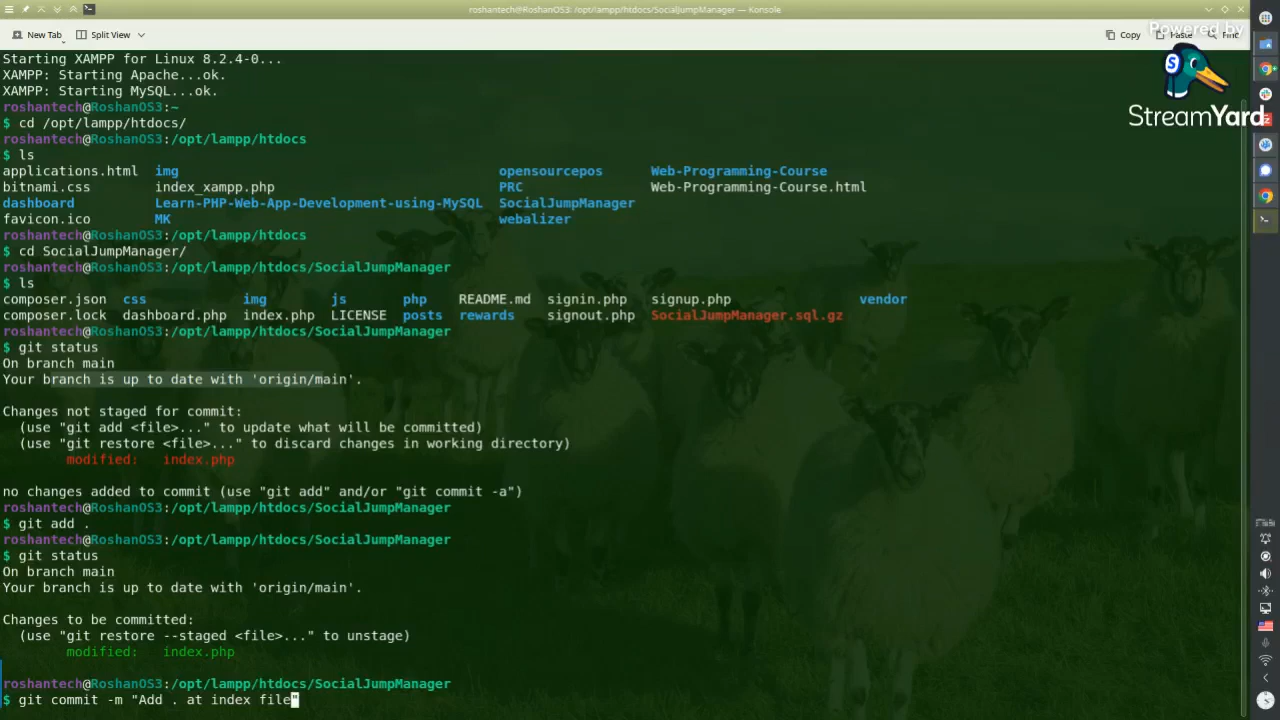 roshantech@RoshanOS3: /opt/lampp/htdocs/SocialJumpManager — Konsole
New Tab Split View Copy Paste Find
Powered by
StreamYard
Starting XAMPP for Linux 8.2.4-0...
XAMPP: Starting Apache...ok.
XAMPP: Starting MySQL...ok.
roshantech@RoshanOS3:~
$ cd /opt/lampp/htdocs/
roshantech@RoshanOS3:/opt/lampp/htdocs
$ ls
applications.html img opensourcepos Web-Programming-Course
bitnami.css index_xampp.php PRC Web-Programming-Course.html
dashboard Learn-PHP-Web-App-Development-using-MySQL SocialJumpManager
favicon.ico MK webalizer
roshantech@RoshanOS3:/opt/lampp/htdocs
$ cd SocialJumpManager/
roshantech@RoshanOS3:/opt/lampp/htdocs/SocialJumpManager
$ ls
composer.json css img js php README.md signin.php signup.php vendor
composer.lock dashboard.php index.php LICENSE posts rewards signout.php SocialJumpManager.sql.gz
roshantech@RoshanOS3:/opt/lampp/htdocs/SocialJumpManager
$ git status
On branch main
Your branch is up to date with 'origin/main'.
Changes not staged for commit:
(use "git add <file>..." to update what will be committed)
(use "git restore <file>..." to discard changes in working directory)
modified: index.php
no changes added to commit (use "git add" and/or "git commit -a")
roshantech@RoshanOS3:/opt/lampp/htdocs/SocialJumpManager
$ git add .
roshantech@RoshanOS3:/opt/lampp/htdocs/SocialJumpManager
$ git status
On branch main
Your branch is up to date with 'origin/main'.
Changes to be committed:
(use "git restore --staged <file>..." to unstage)
modified: index.php
roshantech@RoshanOS3:/opt/lampp/htdocs/SocialJumpManager
$ git commit -m "Add . at index file"